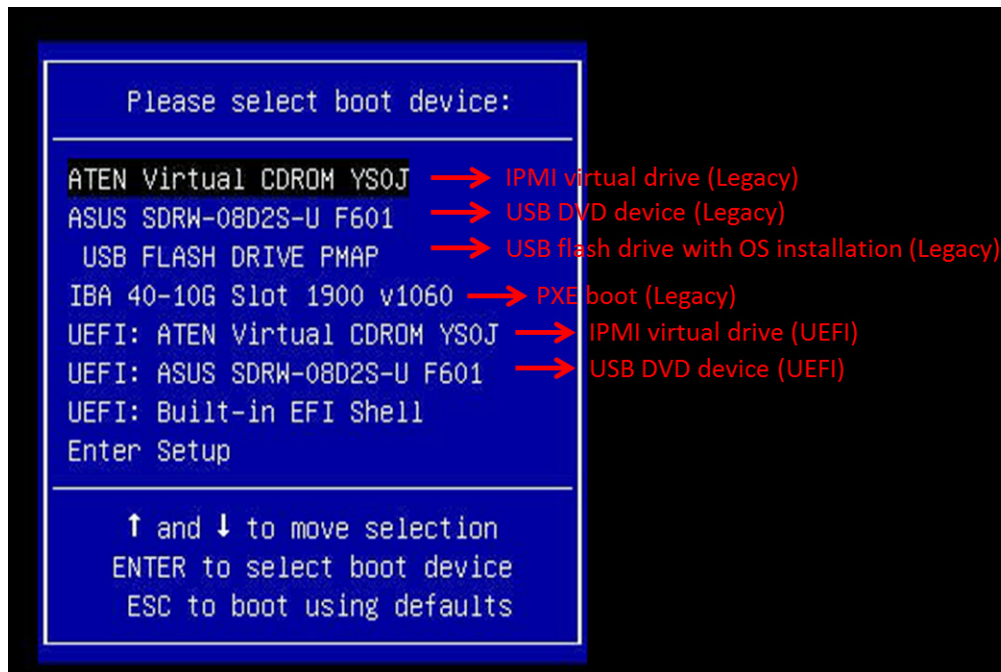 Please select boot device:
ATEN Virtual CDROM YS0J → IPMI virtual drive (Legacy)
ASUS SDRW-08D2S-U F601 → USB DVD device (Legacy)
USB FLASH DRIVE PMAP → USB flash drive with OS installation (Legacy)
IBA 40-10G Slot 1900 v1060 → PXE boot (Legacy)
UEFI: ATEN Virtual CDROM YS0J → IPMI virtual drive (UEFI)
UEFI: ASUS SDRW-08D2S-U F601 → USB DVD device (UEFI)
UEFI: Built-in EFI Shell
Enter Setup
↑ and ↓ to move selection
ENTER to select boot device
ESC to boot using defaults